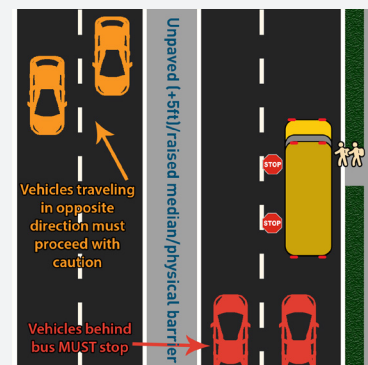 Unpaved (+5ft)/raised median/physical barrier
STOP
STOP
Vehicles traveling
in opposite
direction must
proceed with
caution
Vehicles behind
bus MUST stop